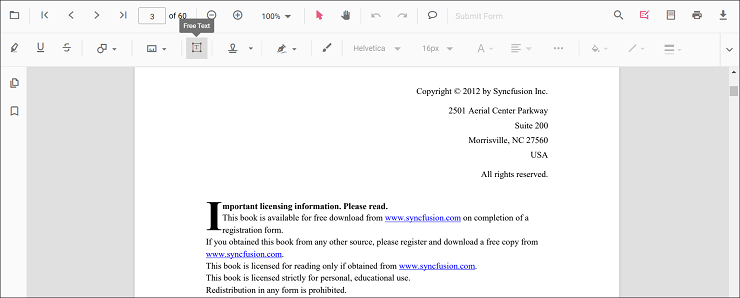 3 of 60 100% Submit Form
Free Text
T Helvetica 16px A
Copyright © 2012 by Syncfusion Inc.
2501 Aerial Center Parkway
Suite 200
Morrisville, NC 27560
USA
All rights reserved.
Important licensing information. Please read.
This book is available for free download from www.syncfusion.com on completion of a
registration form.
If you obtained this book from any other source, please register and download a free copy from
www.syncfusion.com.
This book is licensed for reading only if obtained from www.syncfusion.com.
This book is licensed strictly for personal, educational use.
Redistribution in any form is prohibited.